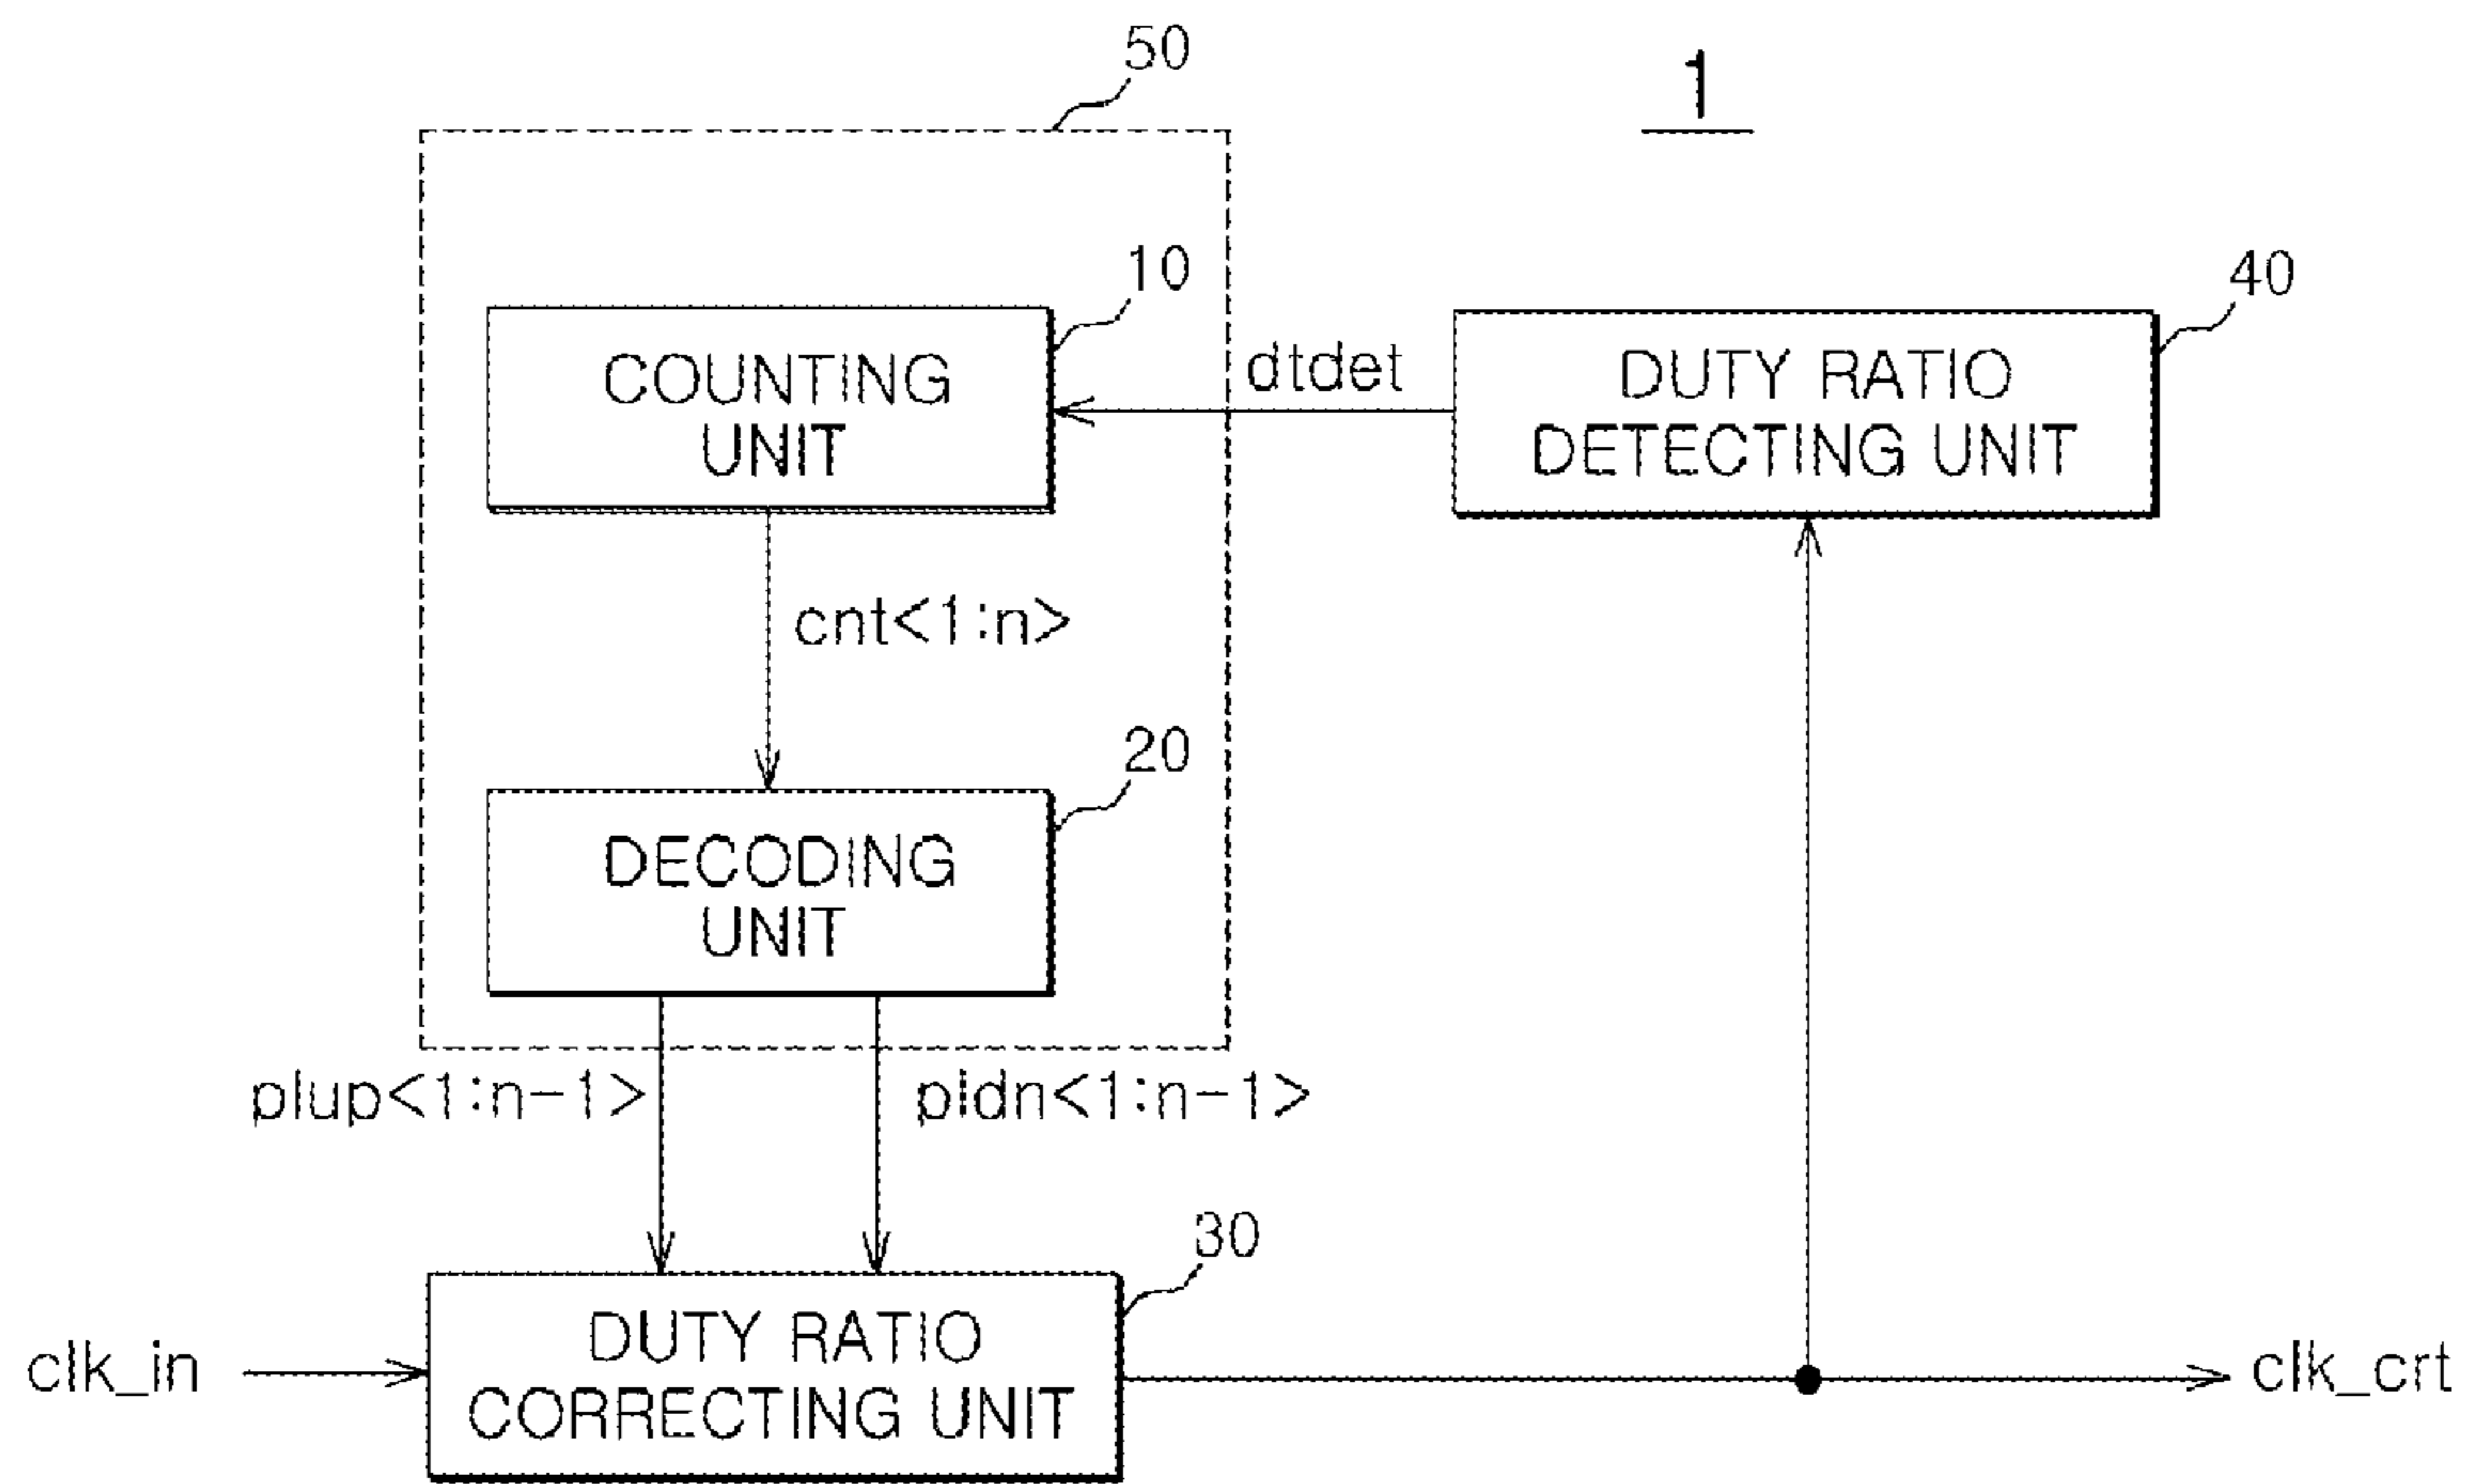 50
1
10
40
COUNTING
UNIT
dtdet
DUTY RATIO
DETECTING UNIT
cnt<1:n>
20
DECODING
UNIT
plup<1:n-1>
pldn<1:n-1>
30
clk_in
DUTY RATIO
CORRECTING UNIT
clk_crt